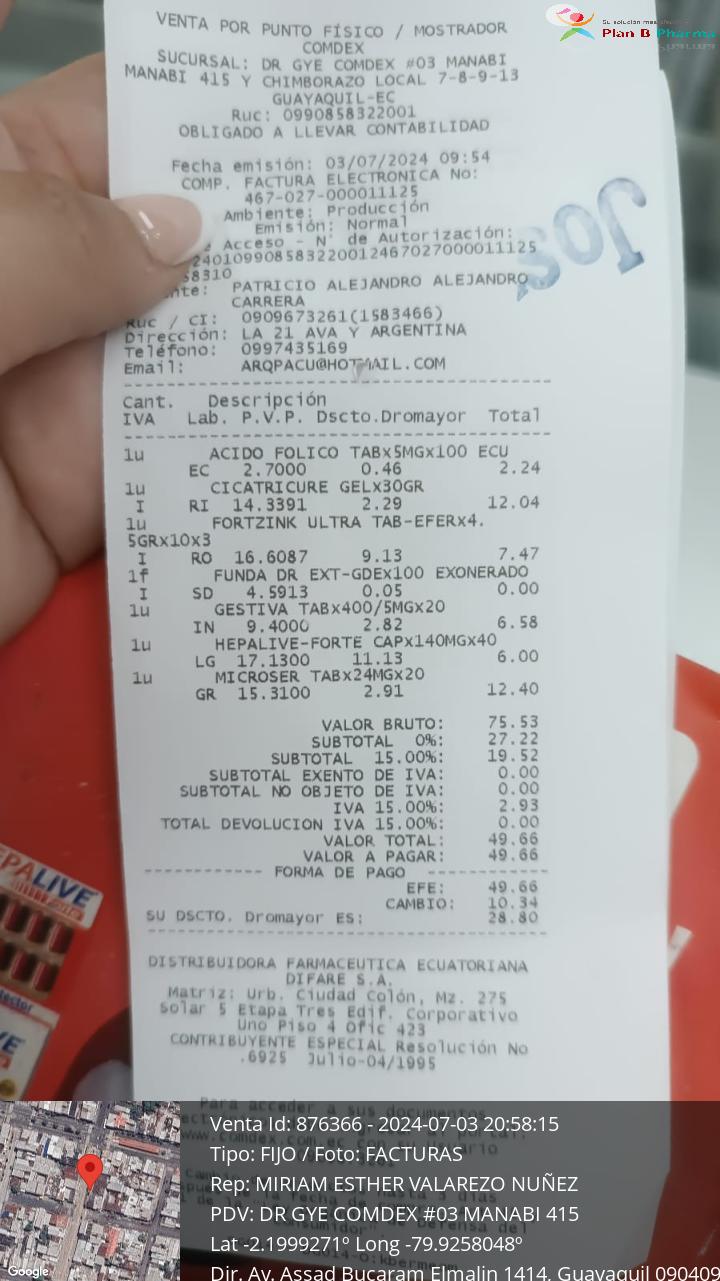 Plan B Pharma
VENTA POR PUNTO FÍSICO / MOSTRADOR
COMDEX
SUCURSAL: DR GYE COMDEX #03 MANABI
MANABI 415 Y CHIMBORAZO LOCAL 7-8-9-13
GUAYAQUIL-EC
Ruc: 0990858322001
OBLIGADO A LLEVAR CONTABILIDAD
Fecha emisión: 03/07/2024 09:54
COMP. FACTURA ELECTRONICA No:
467-027-000011125
Ambiente: Producción
Emisión: Normal
Acceso - N° de Autorización:
JOS
PATRICIO ALEJANDRO ALEJANDRO
CARRERA
Ruc / CI: 0909673261(1583466)
Dirección: LA 21 AVA Y ARGENTINA
Teléfono: 0997435169
Email: ARQPACU@HOTMAIL.COM
Cant. Descripción
IVA Lab. P.V.P. Dscto.Dromayor Total
1u ACIDO FOLICO TABx5MGx100 ECU
EC 2.7000 0.46 2.24
1u CICATRICURE GELx30GR
I RI 14.3391 2.29 12.04
1u FORTZINK ULTRA TAB-EFERx4.
5GRx10x3
I RO 16.6087 9.13 7.47
1f FUNDA DR EXT-GDEx100 EXONERADO
I SD 4.5913 0.05 0.00
1u GESTIVA TABx400/5MGx20
IN 9.4000 2.82 6.58
1u HEPALIVE-FORTE CAPx140MGx40
LG 17.1300 11.13 6.00
1u MICROSER TABx24MGx20
GR 15.3100 2.91 12.40
VALOR BRUTO: 75.53
SUBTOTAL 0%: 27.22
SUBTOTAL 15.00%: 19.52
SUBTOTAL EXENTO DE IVA: 0.00
SUBTOTAL NO OBJETO DE IVA: 0.00
IVA 15.00%: 2.93
TOTAL DEVOLUCION IVA 15.00%: 0.00
VALOR TOTAL: 49.66
VALOR A PAGAR: 49.66
FORMA DE PAGO
EFE: 49.66
CAMBIO: 10.34
SU DSCTO. Dromayor ES: 28.80
DISTRIBUIDORA FARMACEUTICA ECUATORIANA
DIFARE S.A.
Matriz: Urb. Ciudad Colón, Mz. 275
Solar 5 Etapa Tres Edif. Corporativo
Uno Piso 4 Ofic 423
CONTRIBUYENTE ESPECIAL Resolución No
.6925 Julio-04/1995
Para acceder a sus documentos
Venta Id: 876366 - 2024-07-03 20:58:15
Tipo: FIJO / Foto: FACTURAS
Rep: MIRIAM ESTHER VALAREZO NUÑEZ
PDV: DR GYE COMDEX #03 MANABI 415
Lat -2.1999271º Long -79.9258048º
Dir. Av. Assad Bucaram Elmalin 1414, Guayaquil 090409
Google